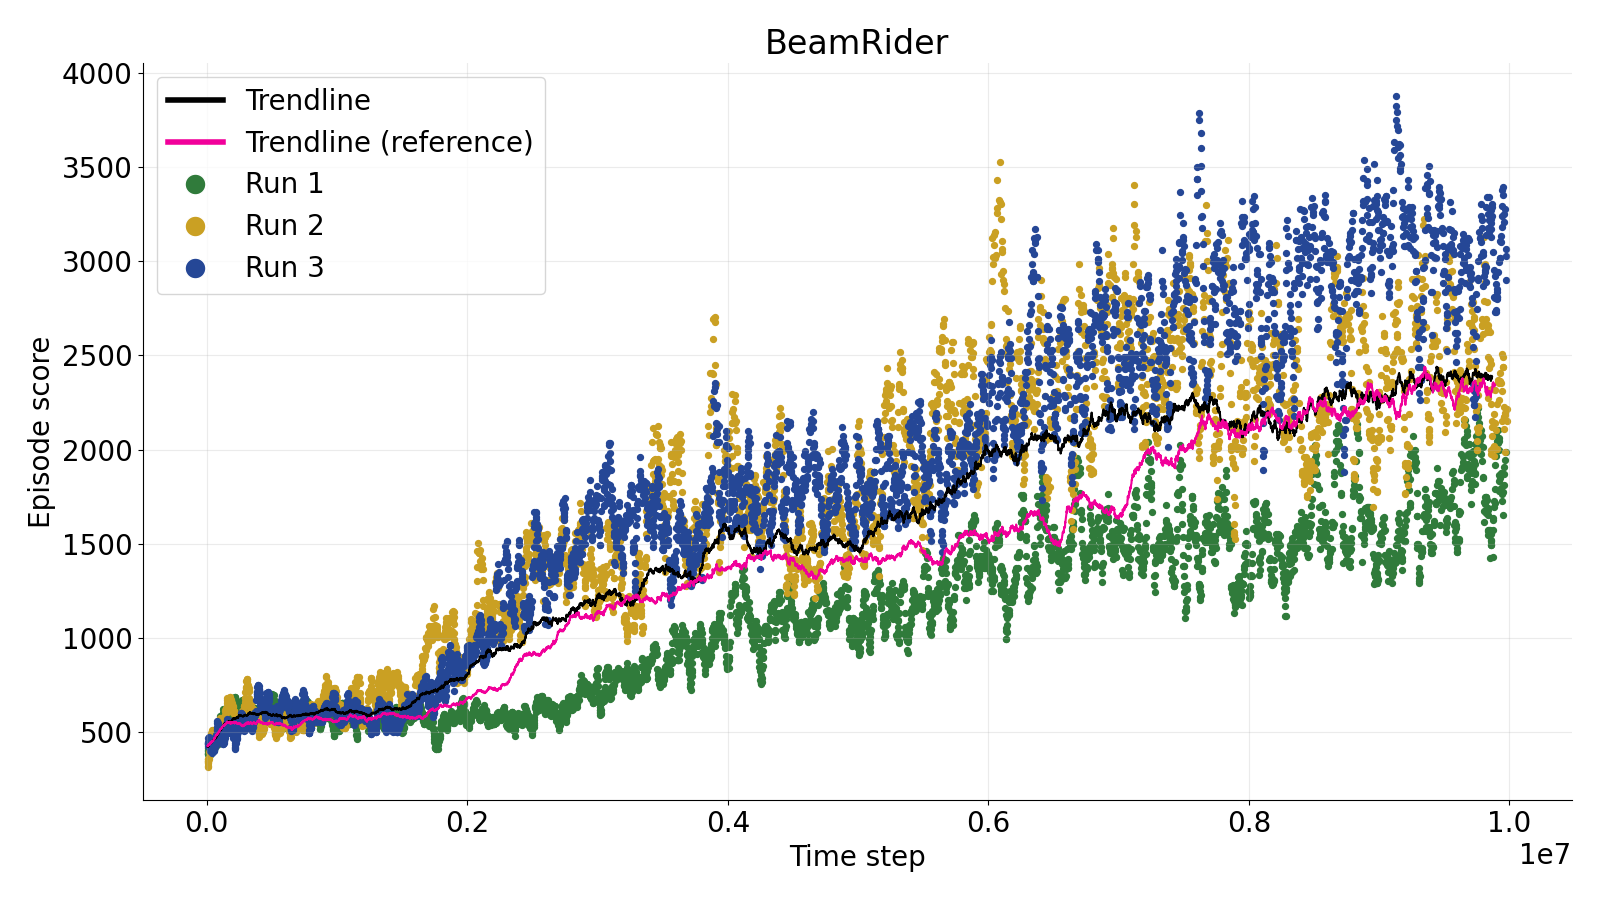 BeamRider
4000
3500
3000
2500
2000
1500
1000
500
Episode score
Trendline
Trendline (reference)
Run 1
Run 2
Run 3
0.0 0.2 0.4 0.6 0.8 1.0
Time step
1e7